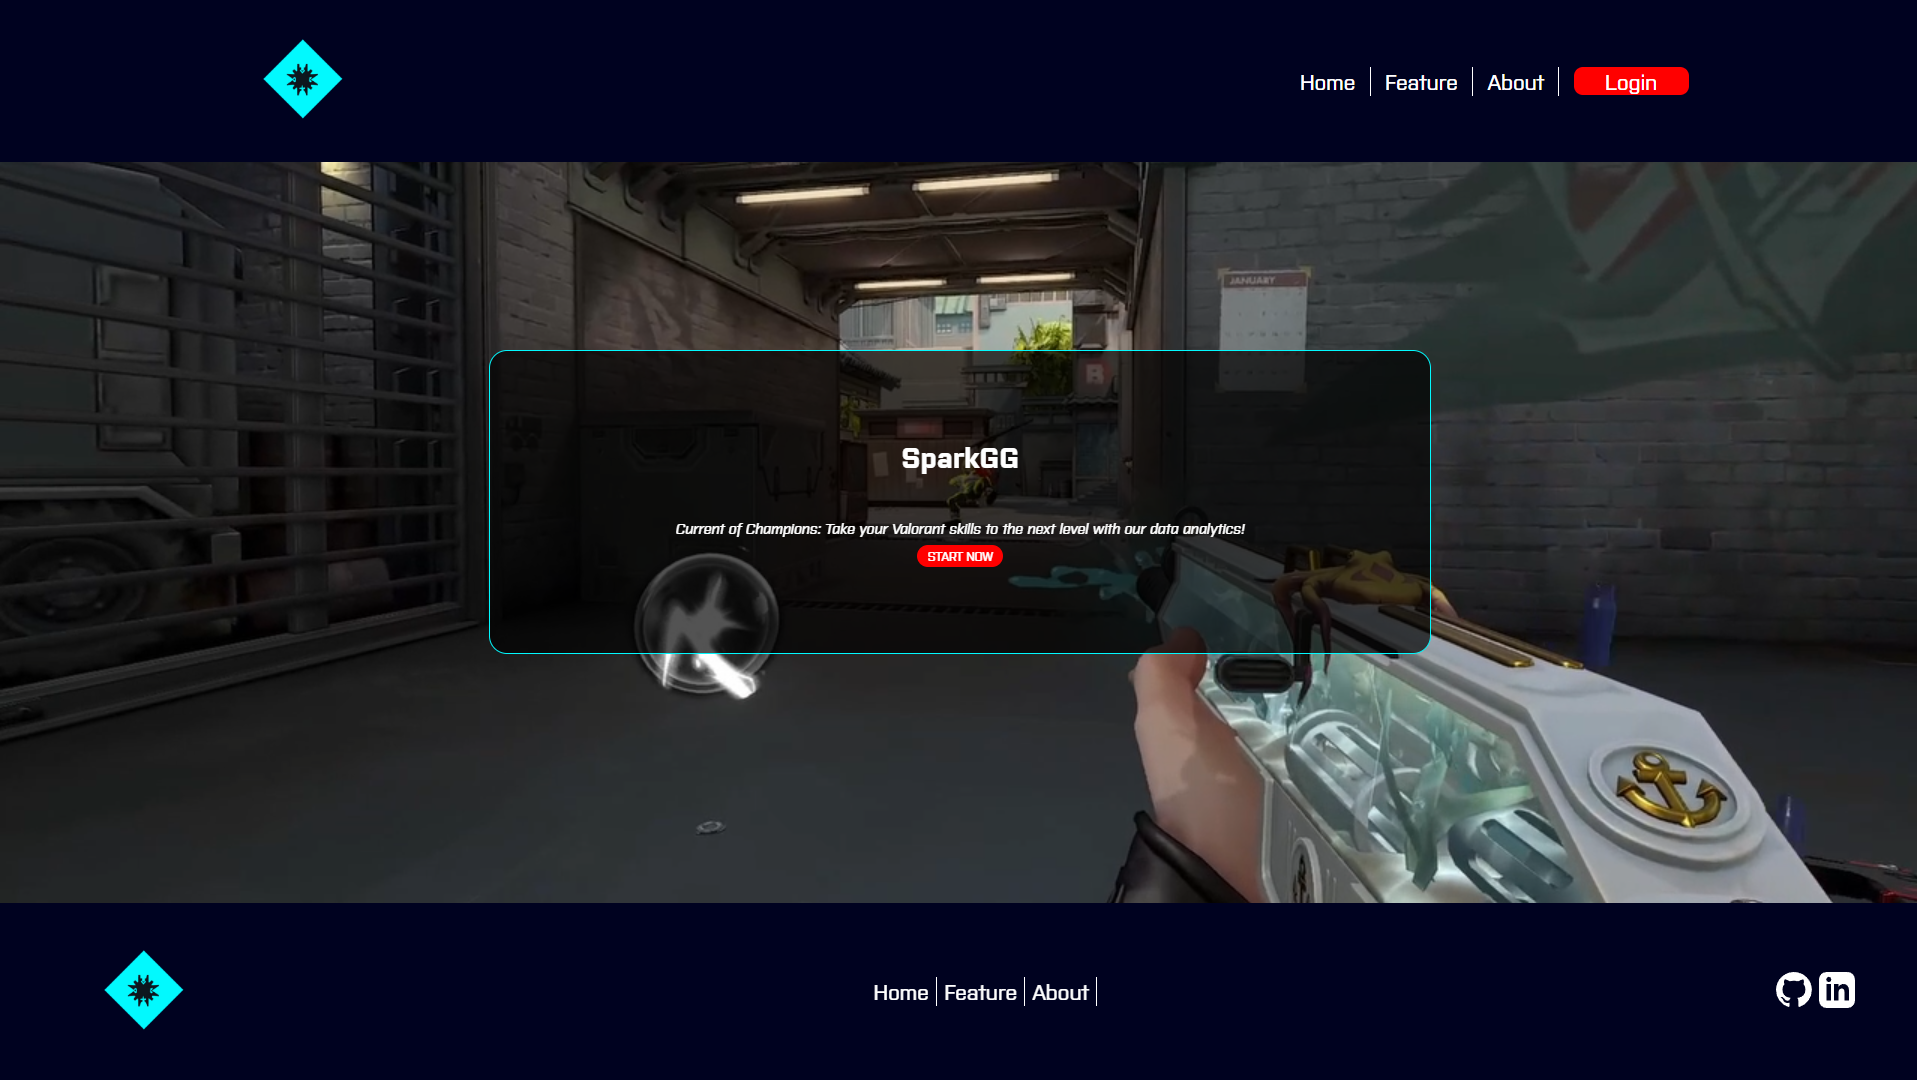 Home
Feature
About
Login
JANUARY
B
SparkGG
Current of Champions: Take your Valorant skills to the next level with our data analytics!
START NOW
Home
Feature
About
in